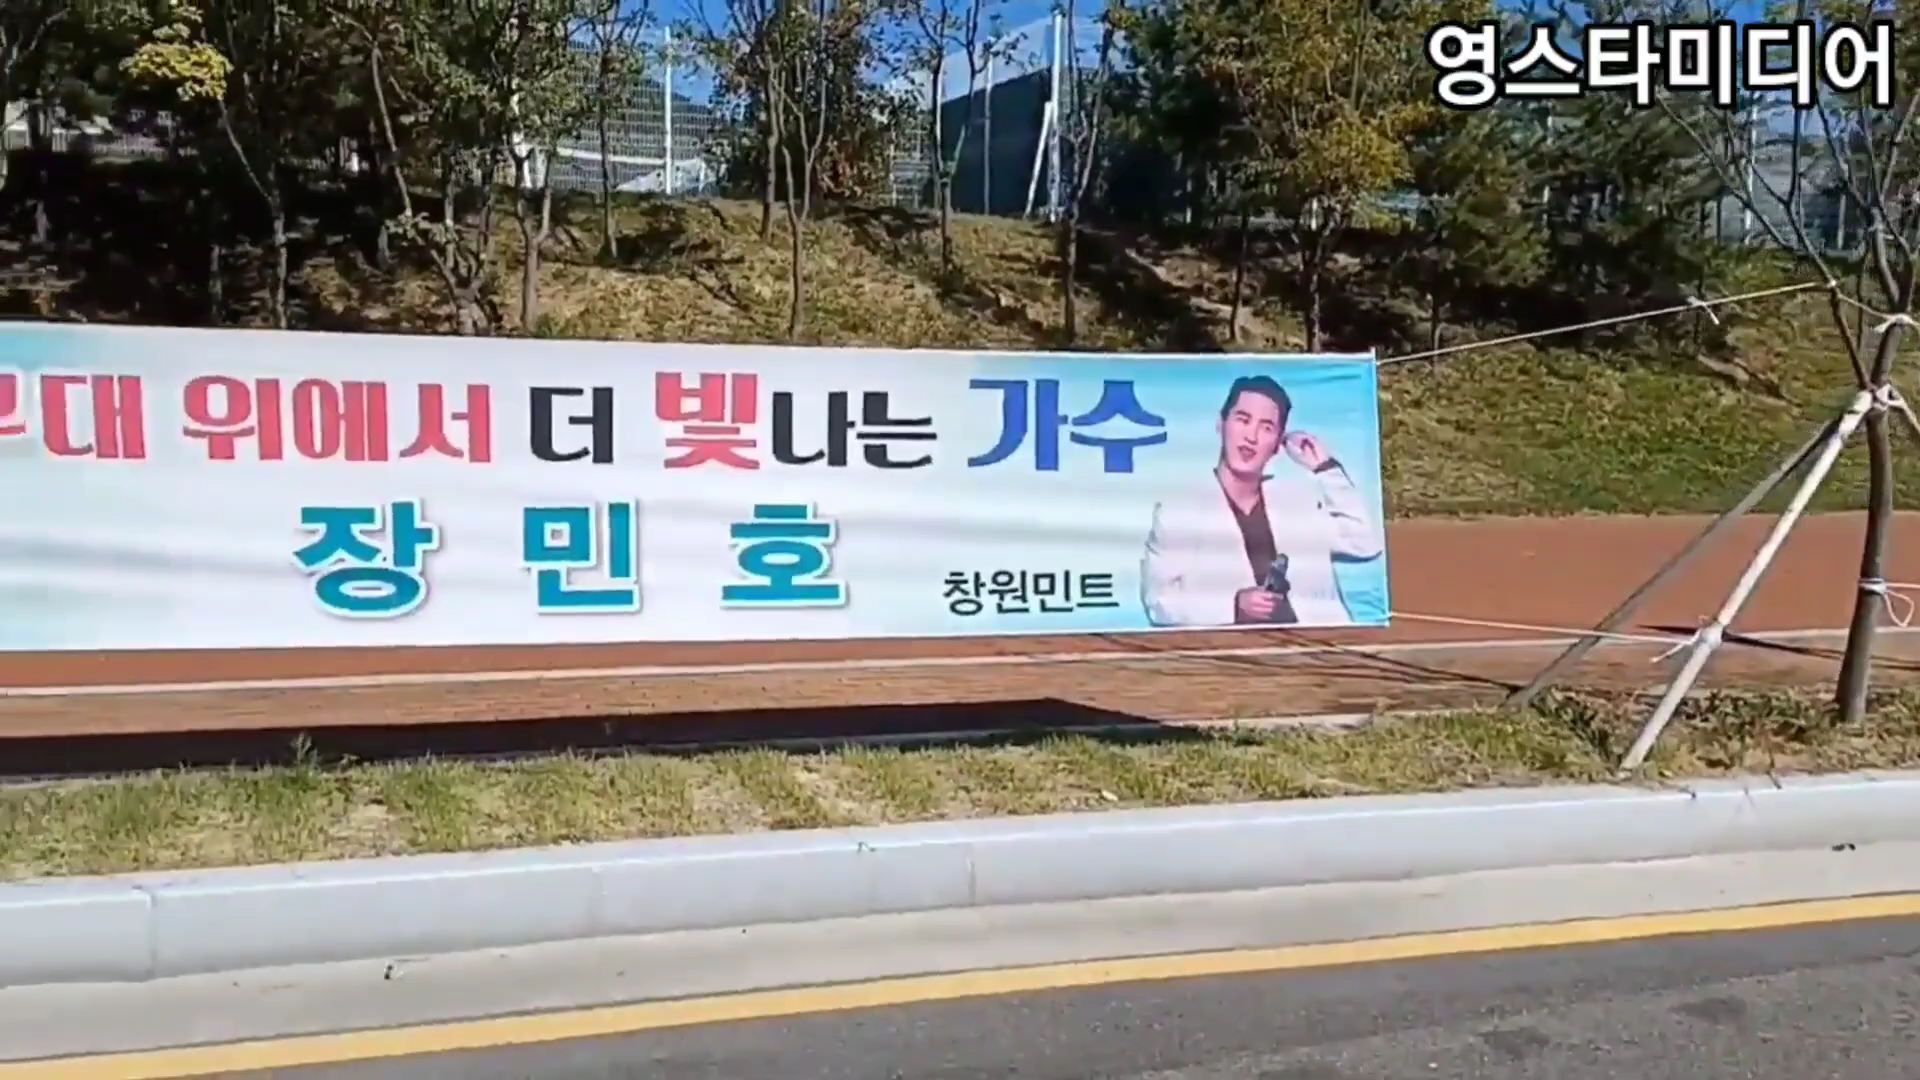 영스타미디어
대 위에서 더 빛나는 가수
장 민 호
창원민트